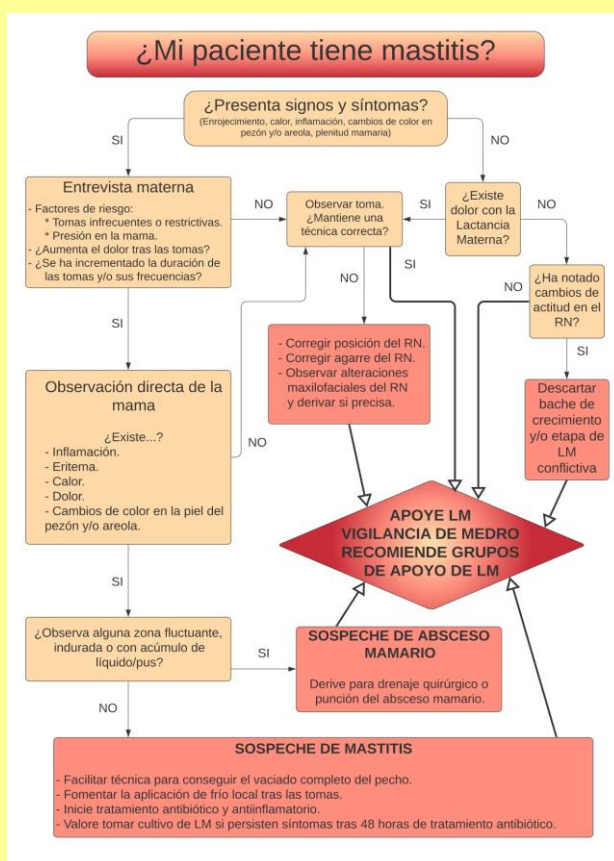 ¿Mi paciente tiene mastitis?
¿Presenta signos y síntomas?
(Enrojecimiento, calor, inflamación, cambios de color en
pezón y/o areola, plenitud mamaria)
SI
NO
Entrevista materna
- Factores de riesgo:
* Tomas infrecuentes o restrictivas.
* Presión en la mama.
- ¿Aumenta el dolor tras las tomas?
- ¿Se ha incrementado la duración de
las tomas y/o sus frecuencias?
NO
Observar toma.
¿Mantiene una
técnica correcta?
SI
¿Existe
dolor con la
Lactancia
Materna?
NO
SI
NO
¿Ha notado
cambios de
actitud en el
RN?
SI
SI
- Corregir posición del RN.
- Corregir agarre del RN.
- Observar alteraciones
maxilofaciales del RN
y derivar si precisa.
NO
Descartar
bache de
crecimiento
y/o etapa de
LM
conflictiva
Observación directa de la
mama
¿Existe...?
- Inflamación.
- Eritema.
- Calor.
- Dolor.
- Cambios de color en la piel del
pezón y/o areola.
NO
APOYE LM
VIGILANCIA DE MEDRO
RECOMIENDE GRUPOS
DE APOYO DE LM
SI
¿Observa alguna zona fluctuante,
indurada o con acúmulo de
líquido/pus?
SI
SOSPECHE DE ABSCESO
MAMARIO
Derive para drenaje quirúrgico o
punción del absceso mamario.
NO
SOSPECHE DE MASTITIS
- Facilitar técnica para conseguir el vaciado completo del pecho.
- Fomentar la aplicación de frío local tras las tomas.
- Inicie tratamiento antibiótico y antiinflamatorio.
- Valore tomar cultivo de LM si persisten síntomas tras 48 horas de tratamiento antibiótico.